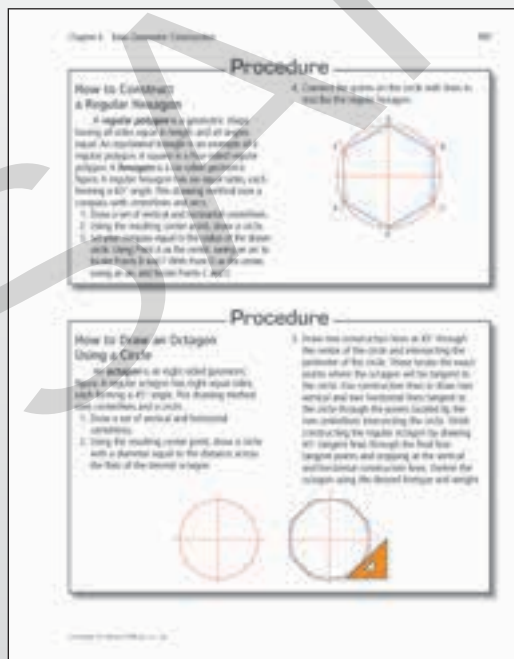 Chapter 6 Basic Geometric Constructions
Procedure
How to Construct
a Regular Hexagon
A regular polygon is a geometric shape
having all sides equal in length and all angles
equal. An equilateral triangle is an example of a
regular polygon. A square is a four-sided regular
polygon. A hexagon is a six-sided geometric
figure. A regular hexagon has six equal sides, each
forming a 60° angle. This drawing method uses a
compass with centerlines and arcs.
1. Draw a set of vertical and horizontal centerlines.
2. Using the resulting center point, draw a circle.
3. Set your compass equal to the radius of the drawn
circle. Using Point A as the center, swing an arc to
locate Points B and F. With Point D as the center,
swing an arc and locate Points C and E.
4. Connect the points on the circle with lines to
describe the regular hexagon.
Procedure
How to Draw an Octagon
Using a Circle
An octagon is an eight-sided geometric
figure. A regular octagon has eight equal sides,
each forming a 45° angle. This drawing method
uses centerlines and a circle.
1. Draw a set of vertical and horizontal
centerlines.
2. Using the resulting center point, draw a circle
with a diameter equal to the distance across
the flats of the desired octagon.
3. Draw two construction lines at 45° through
the center of the circle and intersecting the
perimeter of the circle. These locate the exact
points where the octagon will be tangent to
the circle. Use construction lines to draw two
vertical and two horizontal lines tangent to
the circle through the points located by the
two centerlines intersecting the circle. Finish
constructing the regular octagon by drawing
45° tangent lines through the final four
tangent points and stopping at the vertical
and horizontal construction lines. Darken the
octagon using the desired linetype and weight.